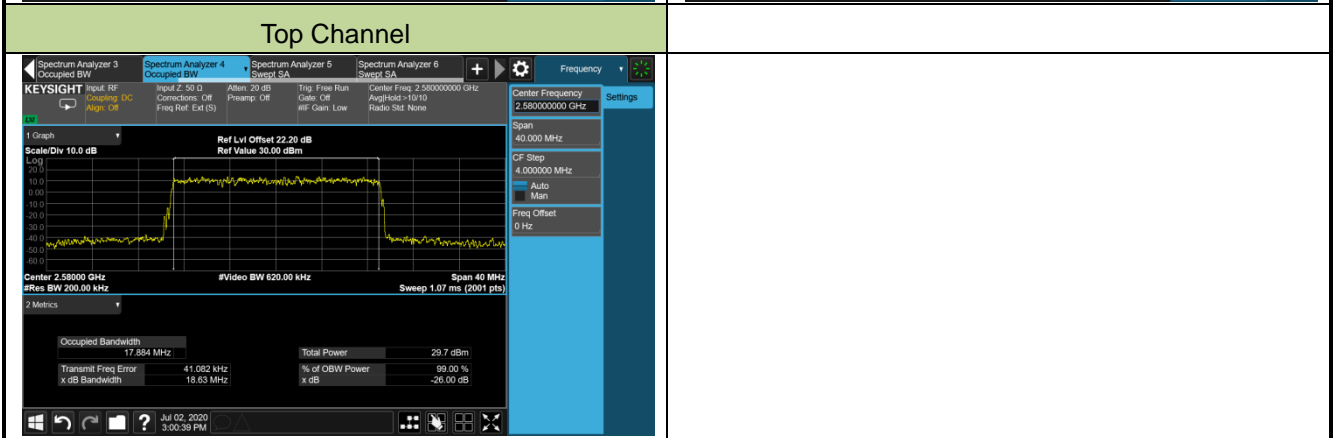 Top Channel
Spectrum Analyzer 3
Occupied BW
Spectrum Analyzer 4
Occupied BW
Spectrum Analyzer 5
Swept SA
Spectrum Analyzer 6
Swept SA
+
Frequency
KEYSIGHT
Input: RF
Coupling: DC
Align: Off
Input Z: 50 Ω
Corrections: Off
Freq Ref: Ext (S)
Atten: 20 dB
Preamp: Off
Trig: Free Run
Gate: Off
#IF Gain: Low
Center Freq: 2.580000000 GHz
Avg|Hold:>10/10
Radio Std: None
Center Frequency
2.580000000 GHz
Settings
Span
40.000 MHz
CF Step
4.000000 MHz
Auto
Man
Freq Offset
0 Hz
1 Graph
Scale/Div 10.0 dB
Ref Lvl Offset 22.20 dB
Ref Value 30.00 dBm
Log
20.0
10.0
0.00
-10.0
-20.0
-30.0
-40.0
-50.0
-60.0
Center 2.58000 GHz
#Video BW 620.00 kHz
Span 40 MHz
#Res BW 200.00 kHz
Sweep 1.07 ms (2001 pts)
2 Metrics
Occupied Bandwidth
17.884 MHz
Total Power 29.7 dBm
Transmit Freq Error 41.082 kHz
% of OBW Power 99.00 %
x dB Bandwidth 18.63 MHz
x dB -26.00 dB
?
Jul 02, 2020
3:00:39 PM